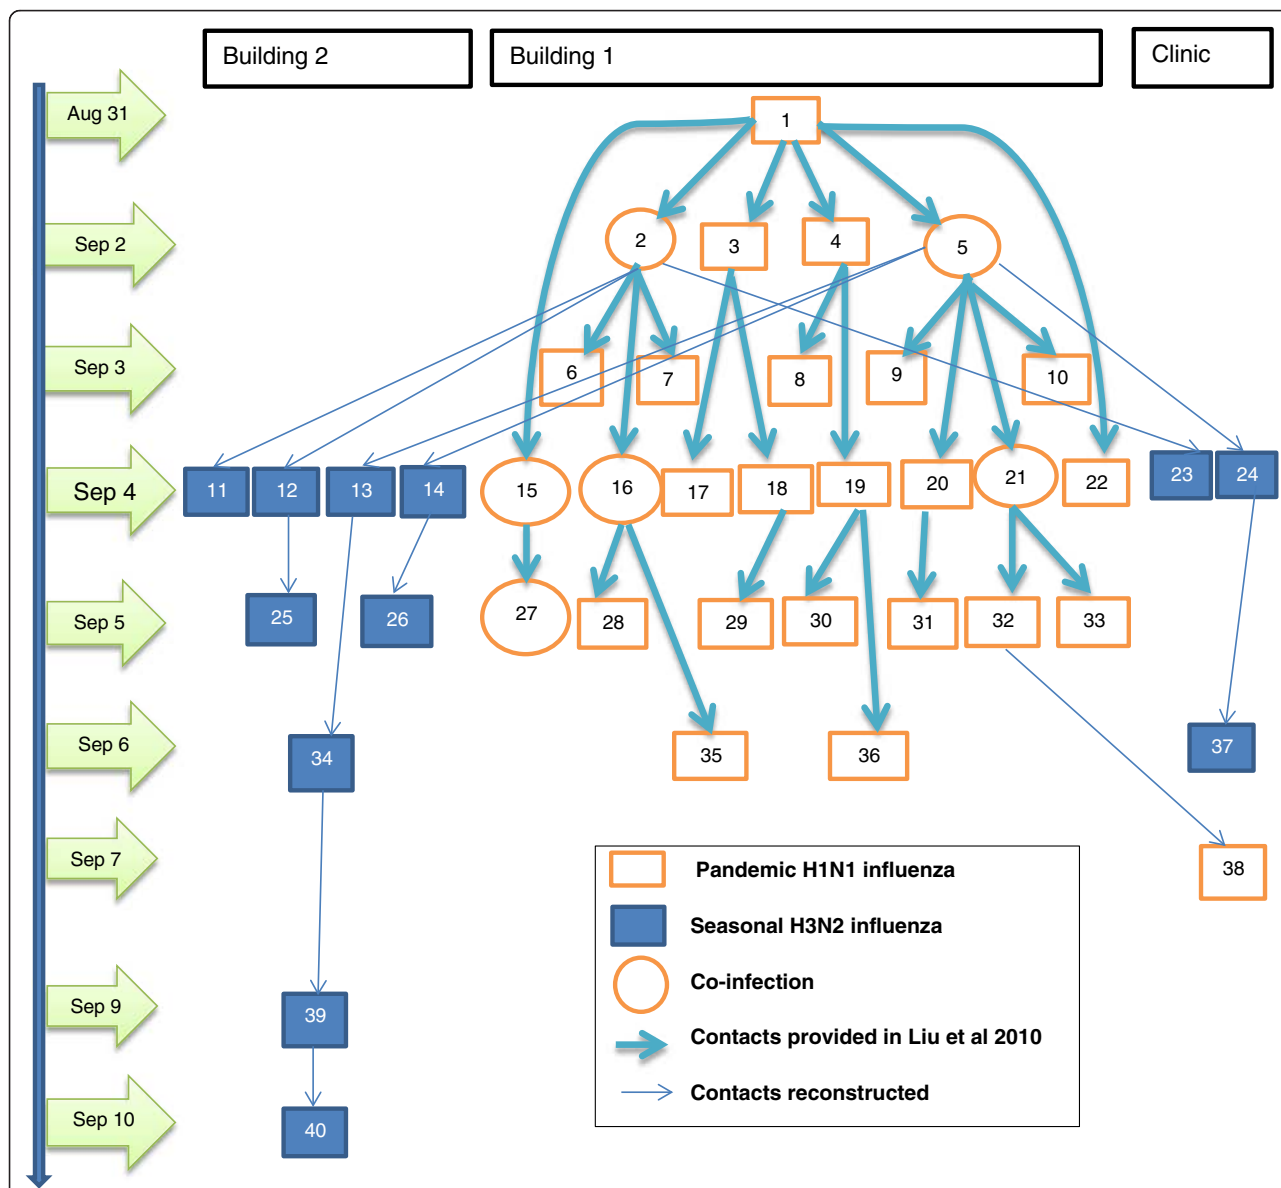 Building 2
Building 1
Clinic
Aug 31
1
Sep 2
2
3
4
5
Sep 3
6
7
8
9
10
Sep 4
11
12
13
14
15
16
17
18
19
20
21
22
23
24
Sep 5
25
26
27
28
29
30
31
32
33
Sep 6
34
35
36
37
Sep 7
38
Pandemic H1N1 influenza
Seasonal H3N2 influenza
Co-infection
Sep 9
39
Contacts provided in Liu et al 2010
Contacts reconstructed
Sep 10
40